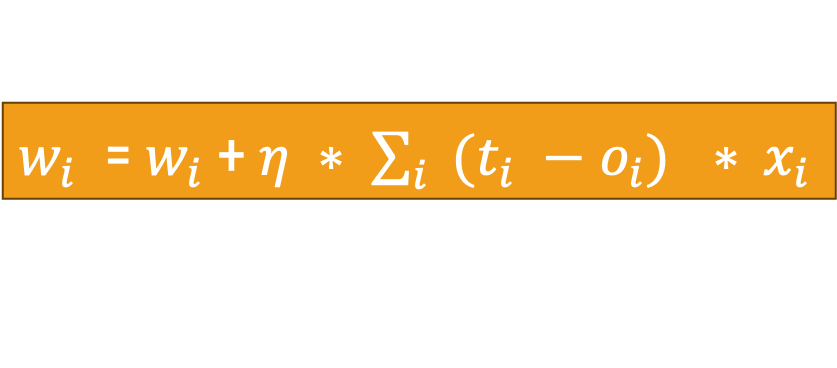 wᵢ = wᵢ + η * ∑ᵢ (tᵢ − oᵢ) * xᵢ